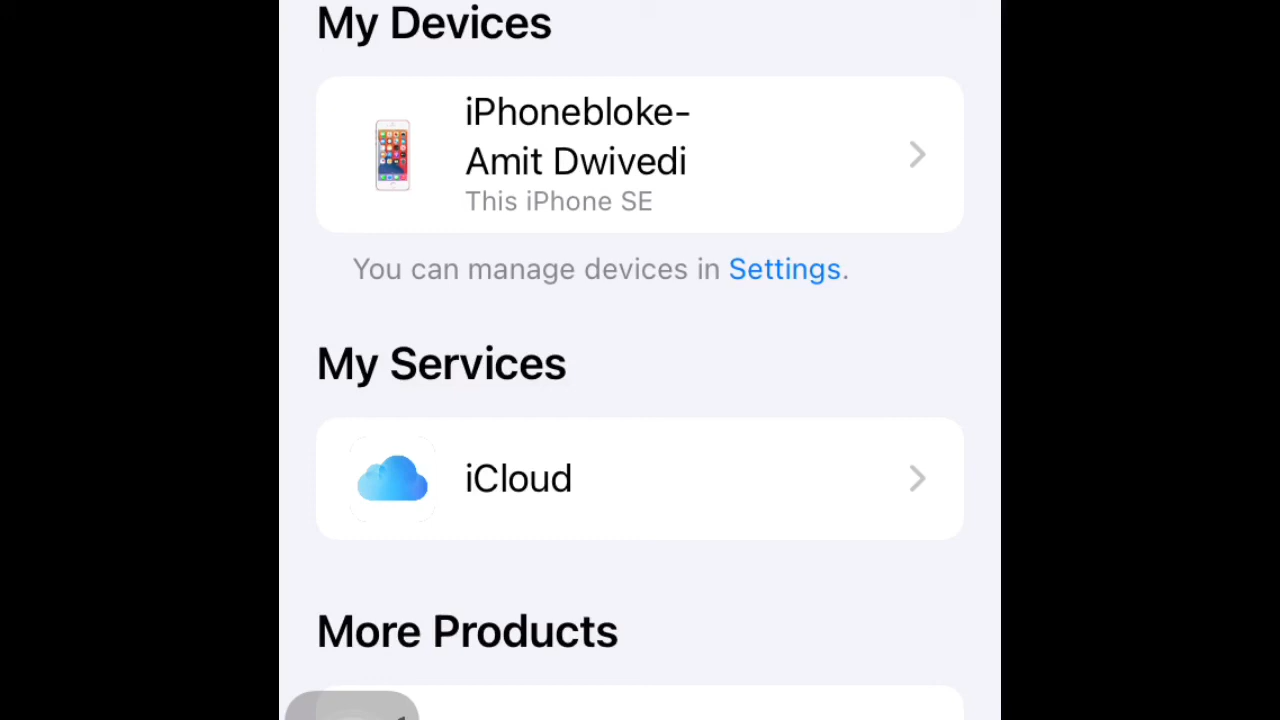 My Devices
iPhonebloke-
Amit Dwivedi
This iPhone SE
You can manage devices in Settings.
My Services
iCloud
More Products